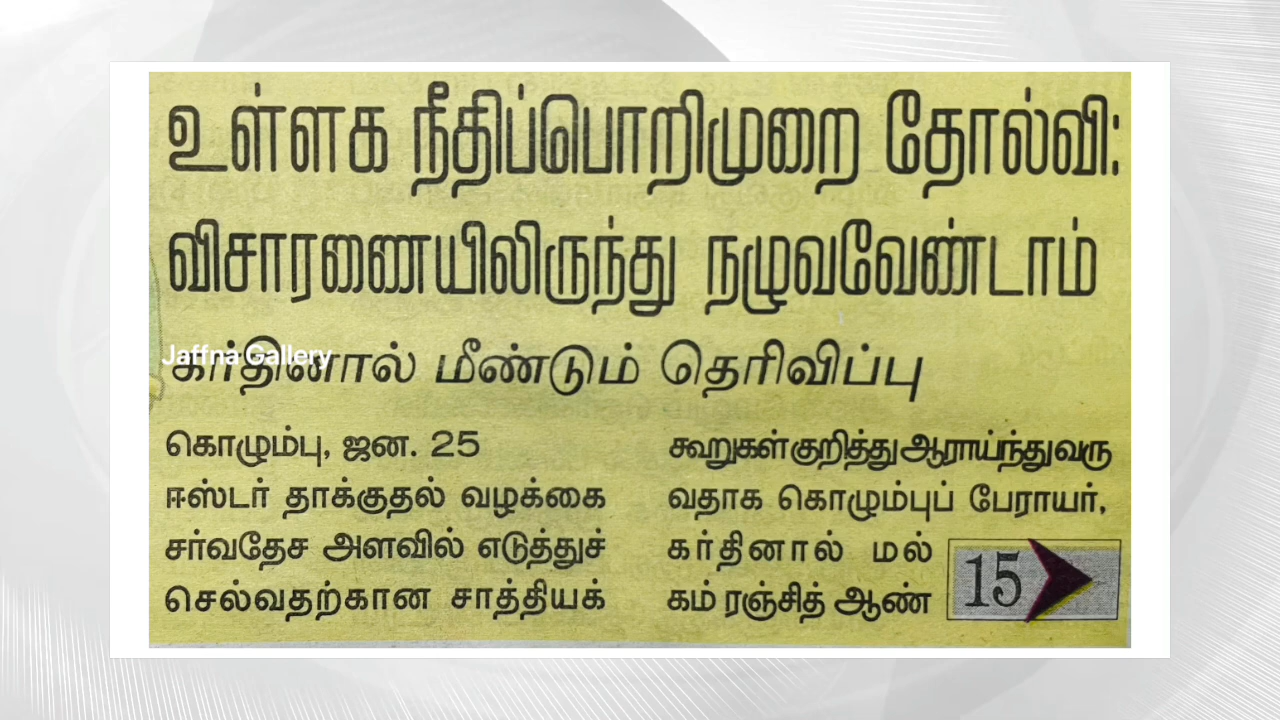 உள்ளக நீதிப்பொறிமுறை தோல்வி:
விசாரணையிலிருந்து நழுவவேண்டாம்
கர்தினால் மீண்டும் தெரிவிப்பு
Jaffna Gallery
கொழும்பு, ஜன. 25
ஈஸ்டர் தாக்குதல் வழக்கை
சர்வதேச அளவில் எடுத்துச்
செல்வதற்கான சாத்தியக்
கூறுகள் குறித்து ஆராய்ந்து வரு
வதாக கொழும்புப் பேராயர்,
கர்தினால் மல்
கம் ரஞ்சித் ஆண்
15